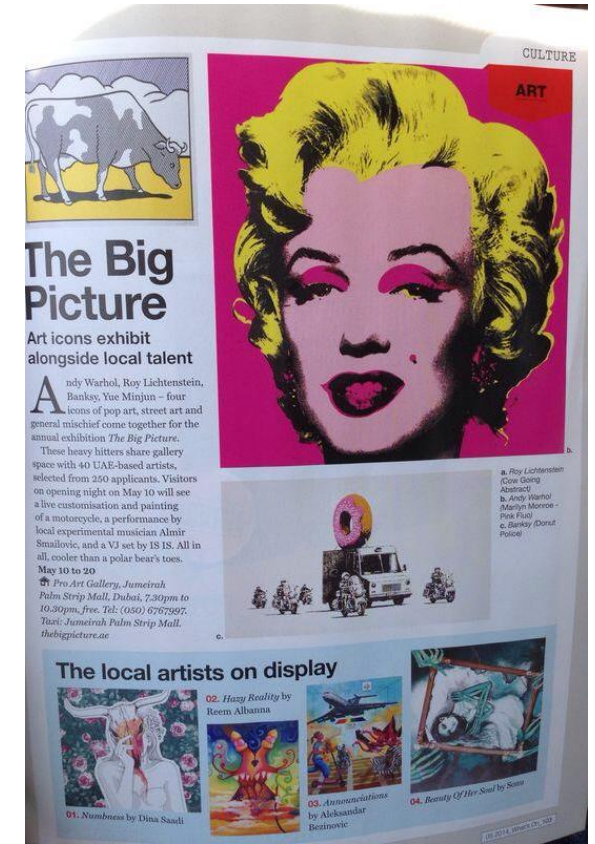 CULTURE
ART
The Big
Picture
Art icons exhibit
alongside local talent
Andy Warhol, Roy Lichtenstein,
Banksy, Yue Minjun – four
icons of pop art, street art and
general mischief come together for the
annual exhibition The Big Picture.
These heavy hitters share gallery
space with 40 UAE-based artists,
selected from 250 applicants. Visitors
on opening night on May 10 will see
a live customisation and painting
of a motorcycle, a performance by
local experimental musician Almir
Smailovic, and a VJ set by IS IS. All in
all, cooler than a polar bear's toes.
May 10 to 20
Pro Art Gallery, Jumeirah
Palm Strip Mall, Dubai, 7.30pm to
10.30pm, free. Tel: (050) 6767997.
Taxi: Jumeirah Palm Strip Mall.
thebigpicture.ae
b.
a. Roy Lichtenstein
(Cow Going
Abstract)
b. Andy Warhol
(Marilyn Monroe -
Pink Fluo)
c. Banksy (Donut
Police)
c.
The local artists on display
01. Numbness by Dina Saadi
02. Hazy Reality by
Reem Albanna
03. Announciations
by Aleksandar
Bezinovic
04. Beauty Of Her Soul by
05.2014, What's On,